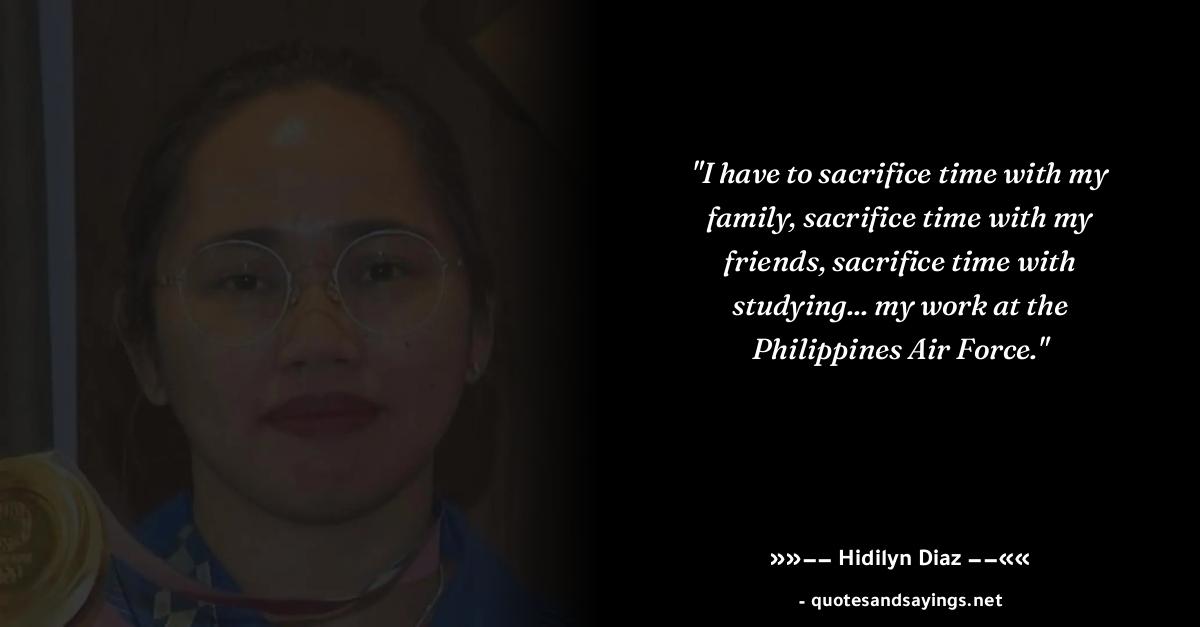 "I have to sacrifice time with my
family, sacrifice time with my
friends, sacrifice time with
studying... my work at the
Philippines Air Force."
»»–– Hidilyn Diaz ––««
- quotesandsayings.net